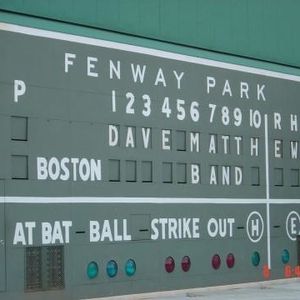 FENWAY PARK
P 1 2 3 4 5 6 7 8 9 10 R H
DAVE MATTHEW
BOSTON BAND
AT BAT - BALL - STRIKE OUT - H - E